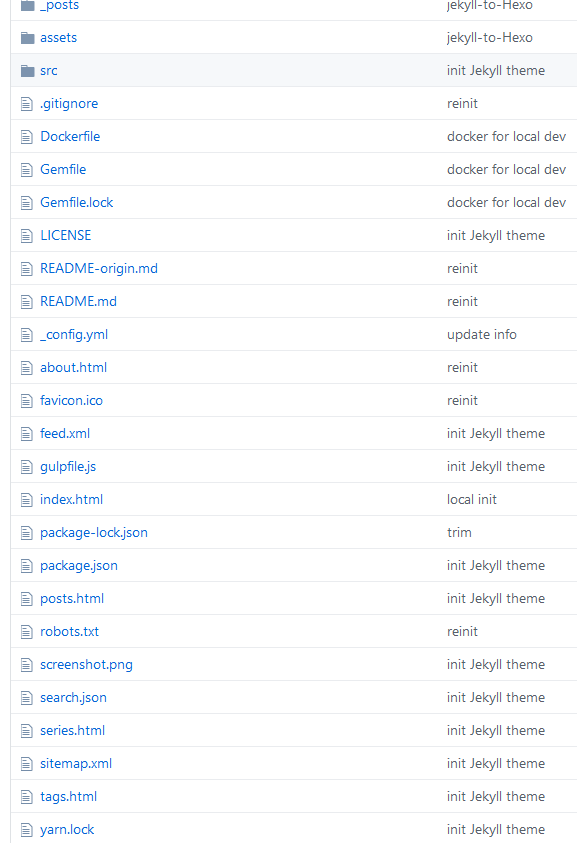 _posts jekyll-to-Hexo
assets jekyll-to-Hexo
src init Jekyll theme
.gitignore reinit
Dockerfile docker for local dev
Gemfile docker for local dev
Gemfile.lock docker for local dev
LICENSE init Jekyll theme
README-origin.md reinit
README.md reinit
_config.yml update info
about.html reinit
favicon.ico reinit
feed.xml init Jekyll theme
gulpfile.js init Jekyll theme
index.html local init
package-lock.json trim
package.json init Jekyll theme
posts.html init Jekyll theme
robots.txt reinit
screenshot.png init Jekyll theme
search.json init Jekyll theme
series.html init Jekyll theme
sitemap.xml init Jekyll theme
tags.html init Jekyll theme
yarn.lock init Jekyll theme